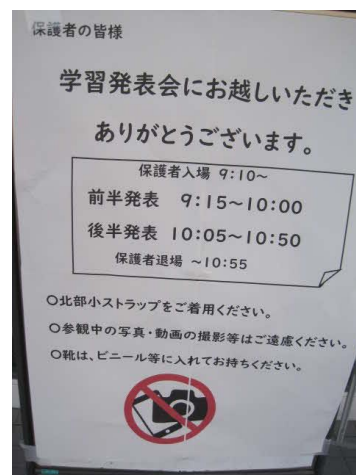 保護者の皆様
学習発表会にお越しいただき
ありがとうございます。
保護者入場 9:10~
前半発表 9:15~10:00
後半発表 10:05~10:50
保護者退場 ~10:55
○北部小ストラップをご着用ください。
○参観中の写真・動画の撮影等はご遠慮ください。
○靴は、ビニール等に入れてお持ちください。